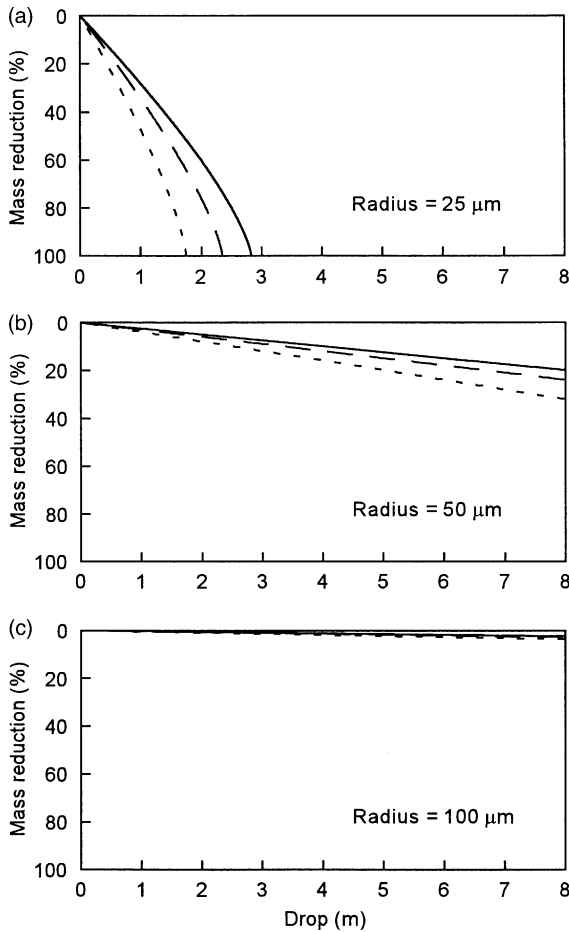 (a)
Mass reduction (%)
0
20
40
60
80
100
Radius = 25 μm
0 1 2 3 4 5 6 7 8
(b)
Mass reduction (%)
0
20
40
60
80
100
Radius = 50 μm
0 1 2 3 4 5 6 7 8
(c)
Mass reduction (%)
0
20
40
60
80
100
Radius = 100 μm
0 1 2 3 4 5 6 7 8
Drop (m)